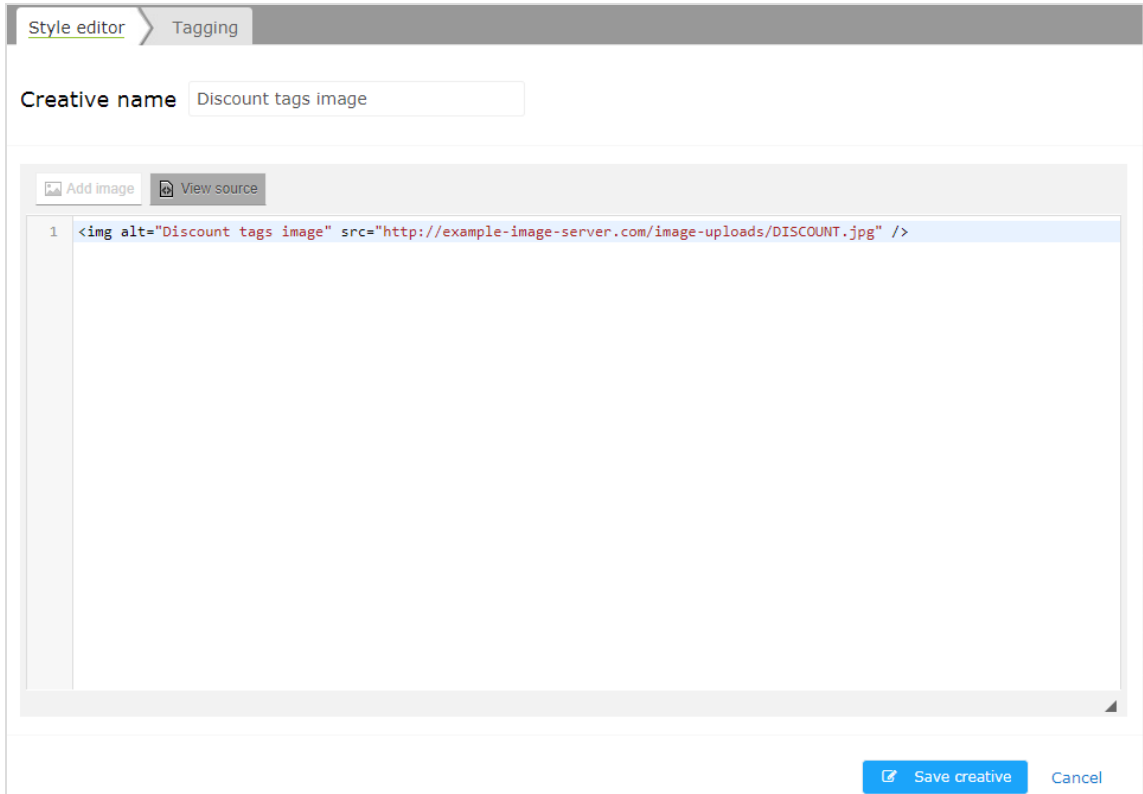 Style editor Tagging
Creative name Discount tags image
Add image View source
1 <img alt="Discount tags image" src="http://example-image-server.com/image-uploads/DISCOUNT.jpg" />
Save creative Cancel